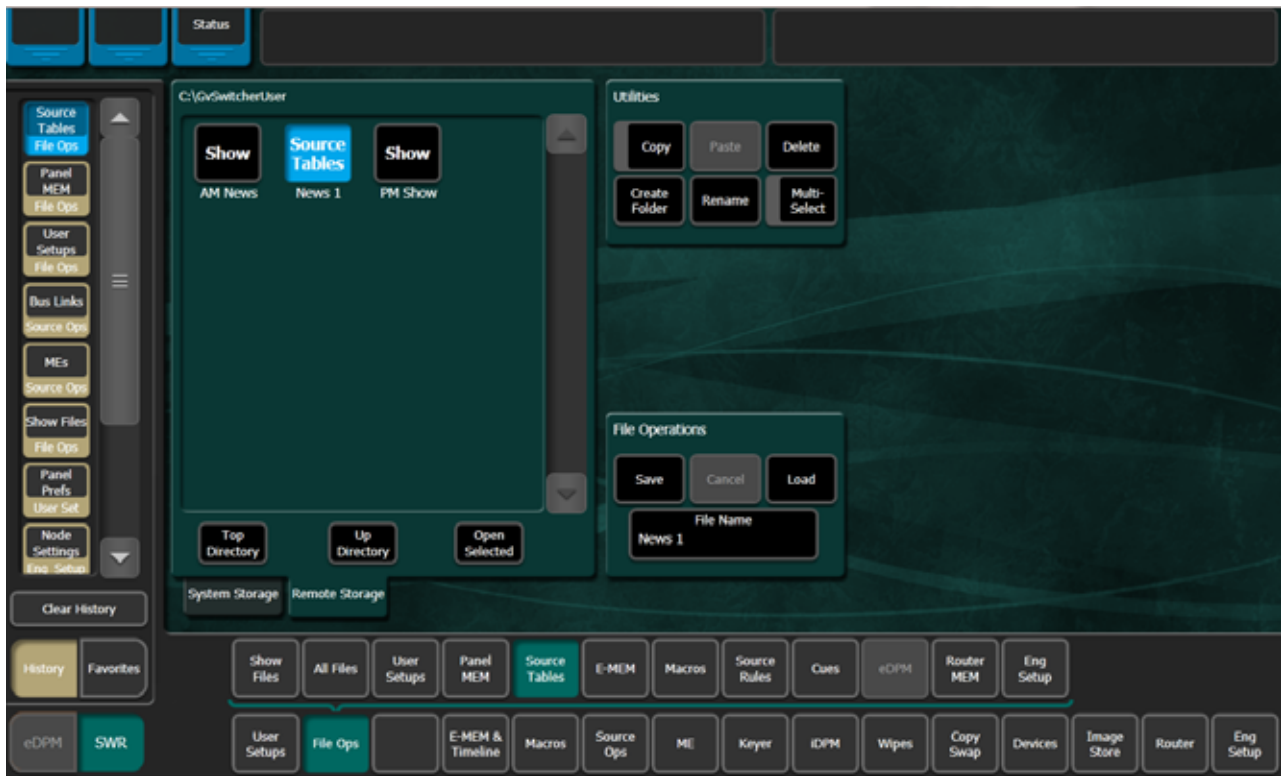 Status
Source
Tables
File Ops
Panel
MEM
File Ops
User
Setups
File Ops
Bus Links
Source Ops
MEs
Source Ops
Show Files
File Ops
Panel
Prefs
User Set
Node
Settings
Eng Setup
Clear History
History
Favorites
eDPM
SWR
C:\GvSwitcherUser
Show
Source
Tables
Show
AM News
News 1
PM Show
Top
Directory
Up
Directory
Open
Selected
System Storage
Remote Storage
Utilities
Copy
Paste
Delete
Create
Folder
Rename
Multi-
Select
File Operations
Save
Cancel
Load
File Name
News 1
Show
Files
All Files
User
Setups
Panel
MEM
Source
Tables
E-MEM
Macros
Source
Rules
Cues
eDPM
Router
MEM
Eng
Setup
User
Setups
File Ops
E-MEM &
Timeline
Macros
Source
Ops
ME
Keyer
iDPM
Wipes
Copy
Swap
Devices
Image
Store
Router
Eng
Setup